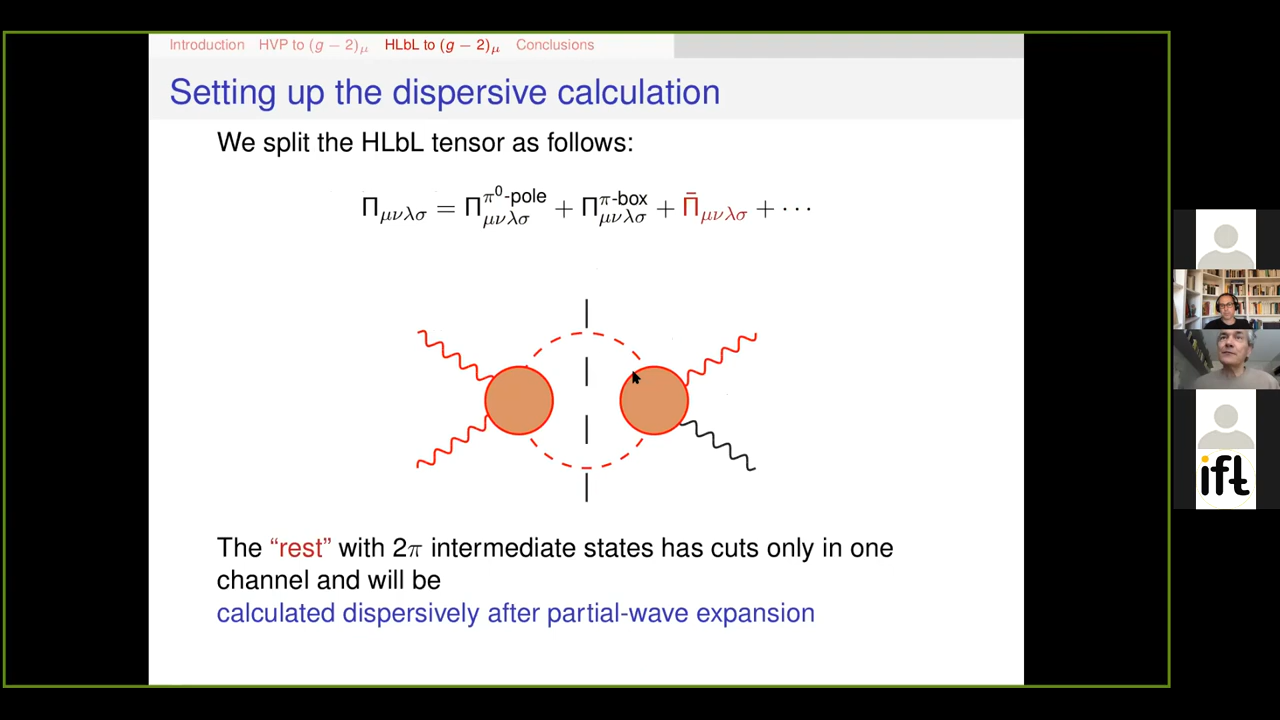 Introduction HVP to (g − 2)μ HLbL to (g − 2)μ Conclusions
Setting up the dispersive calculation
We split the HLbL tensor as follows:
Π_{μνλσ} = Π^{π⁰-pole}_{μνλσ} + Π^{π-box}_{μνλσ} + Π̄_{μνλσ} + ···
The “rest” with 2π intermediate states has cuts only in one
channel and will be
calculated dispersively after partial-wave expansion
ift